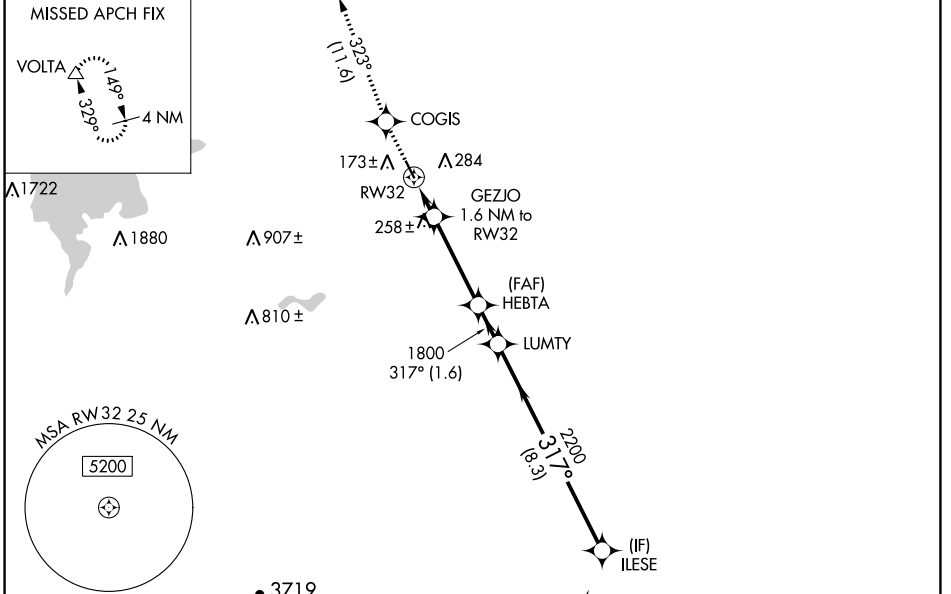 MISSED APCH FIX
VOLTA
149°
329°
4 NM
323°
(11.6)
COGIS
173±
284
RW32
GEZJO
1.6 NM to
RW32
258±
1722
1880
907±
(FAF)
HEBTA
810±
LUMTY
1800
317° (1.6)
MSA RW32 25 NM
5200
2200
317°
(8.3)
(IF)
ILESE
3719